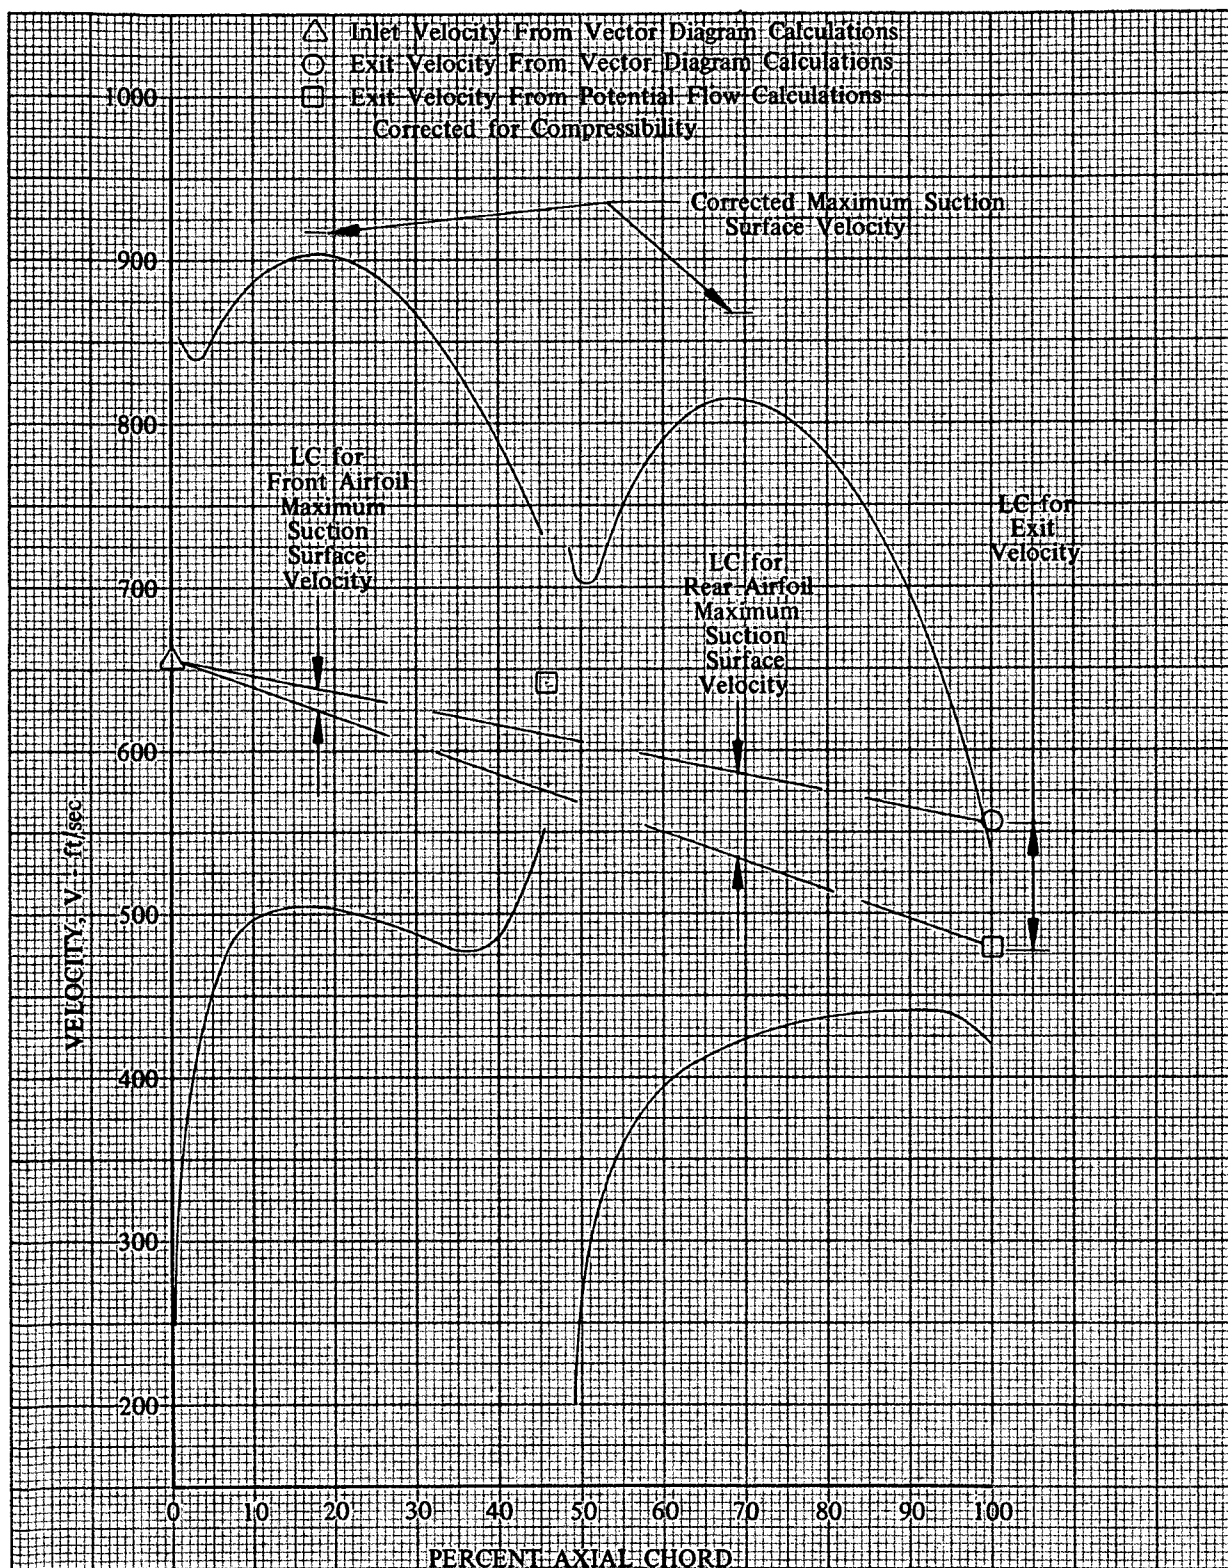 Inlet Velocity From Vector Diagram Calculations
Exit Velocity From Vector Diagram Calculations
Exit Velocity From Potential Flow Calculations
Corrected for Compressibility
1000
Corrected Maximum Suction
Surface Velocity
900
800
LC for
Front Airfoil
Maximum
Suction
Surface
Velocity
LC for
Exit
Velocity
LC for
Rear Airfoil
Maximum
Suction
Surface
Velocity
700
600
VELOCITY, V - ft/sec
500
400
300
200
0 10 20 30 40 50 60 70 80 90 100
PERCENT AXIAL CHORD